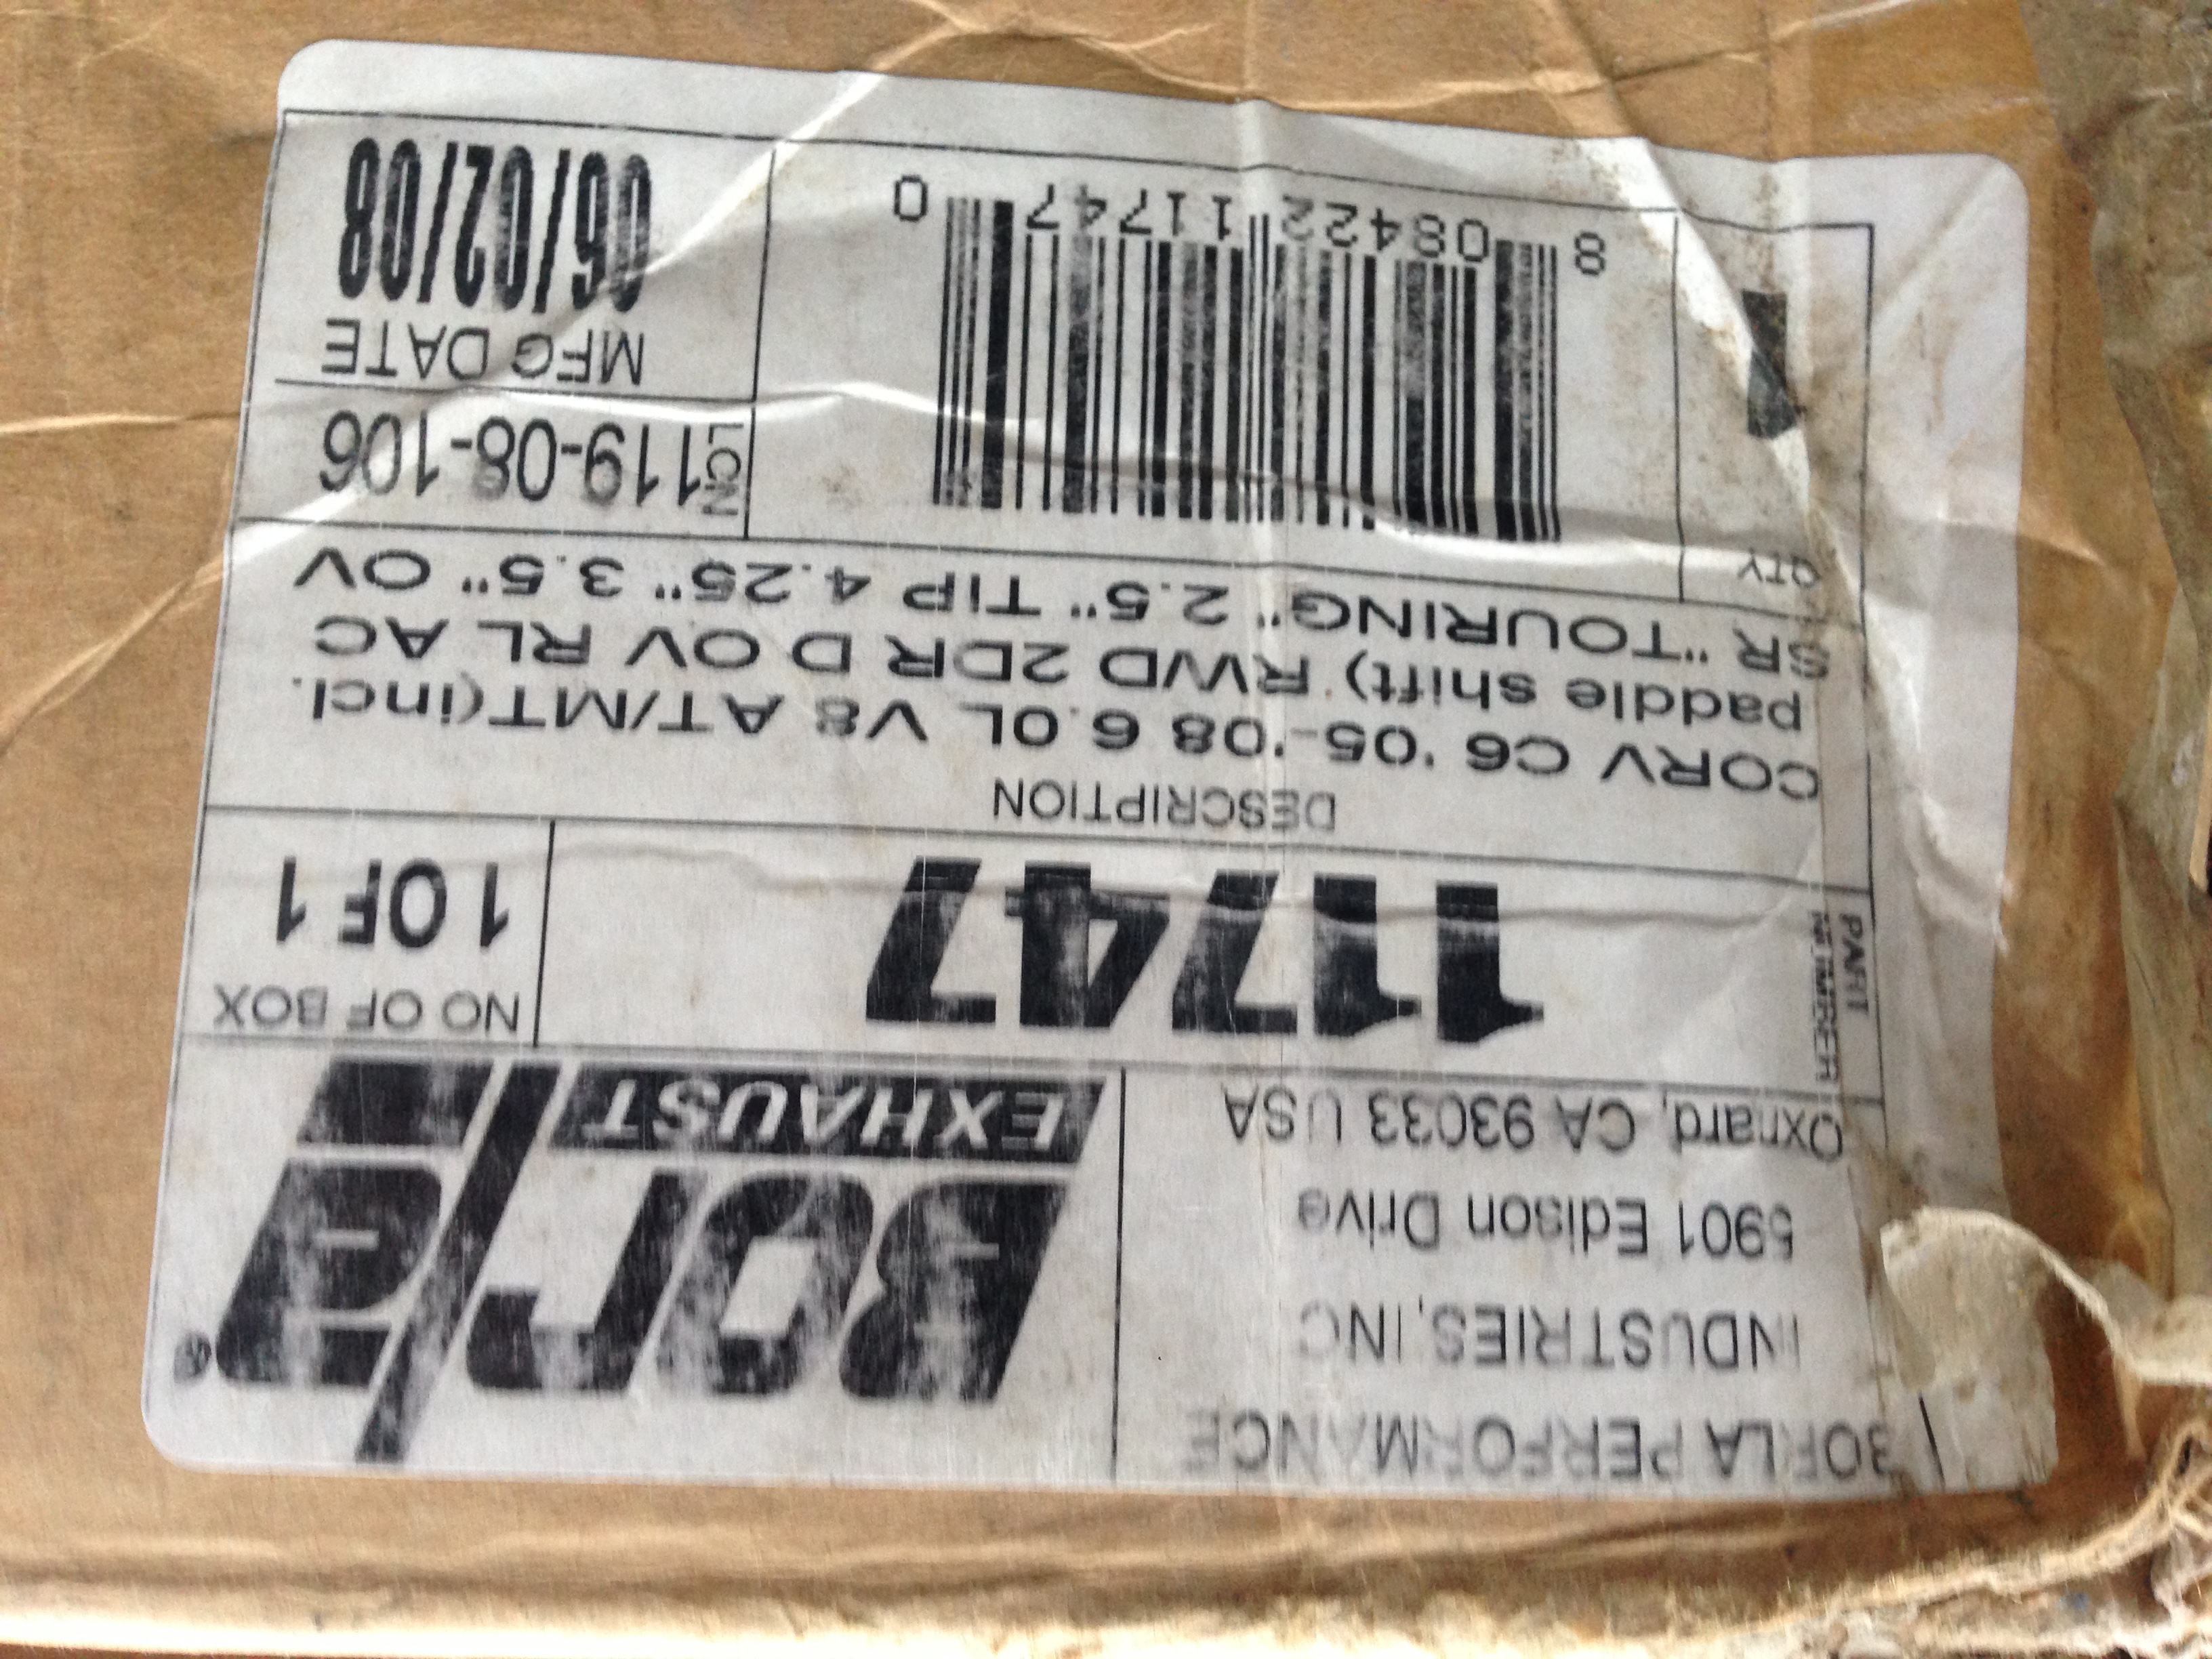 BORLA PERFORMANCE
INDUSTRIES, INC
5901 Edison Drive
Oxnard, CA 93033 USA
BORLA®
EXHAUST
PART NUMBER
11747
NO OF BOX
1 OF 1
DESCRIPTION
CORV C6 '05-'08 6.0L V8 AT/MT(incl.
paddle shift) RWD 2DR D OV RL AC
SR "TOURING" 2.5" TIP 4.25" 3.5" OV
QTY
1
8 08422 11747 0
LCN
1119-08-106
MFG DATE
06/02/08